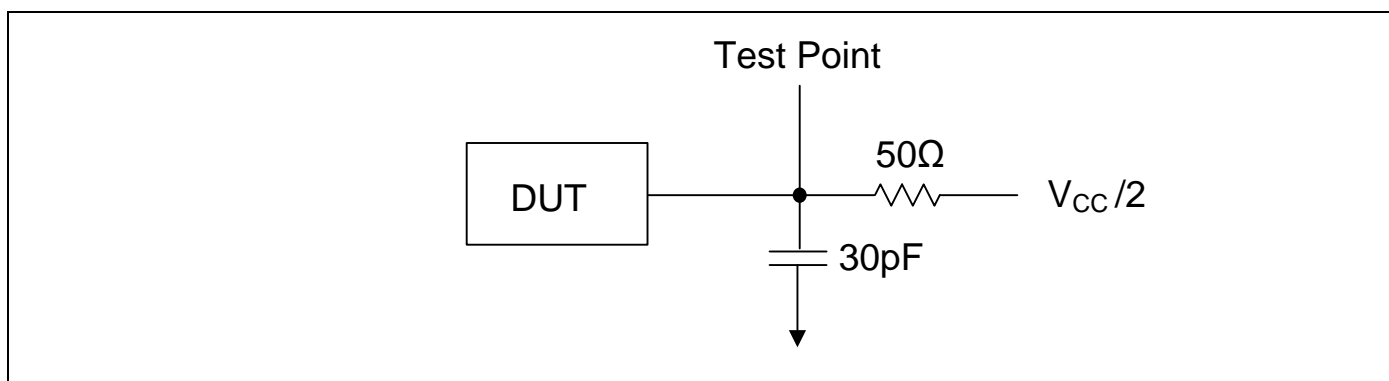 Test Point
50Ω
DUT
VCC/2
30pF